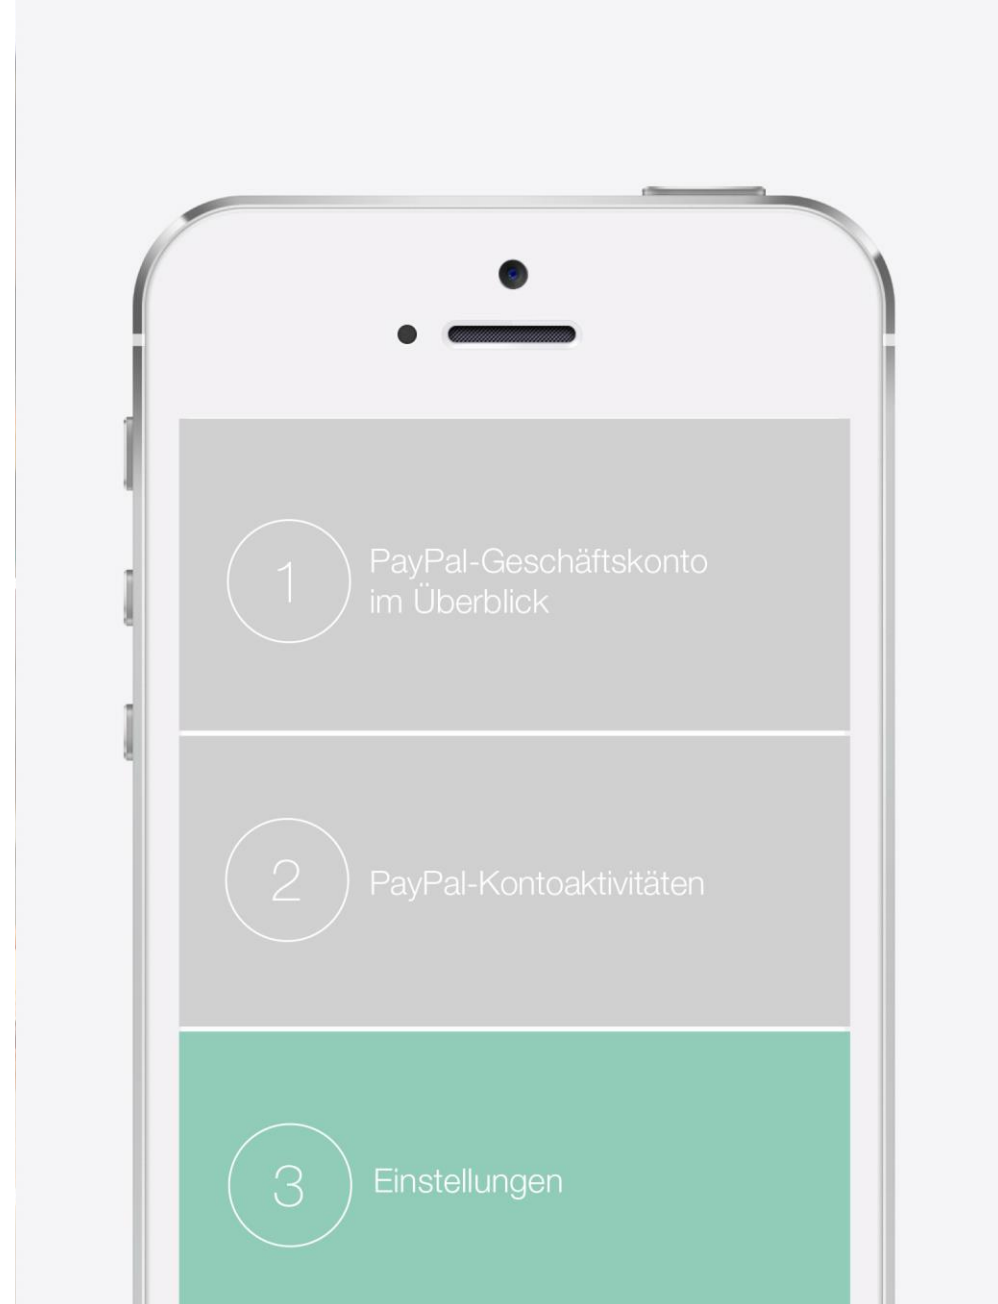 1
PayPal-Geschäftskonto
im Überblick
2
PayPal-Kontoaktivitäten
3
Einstellungen